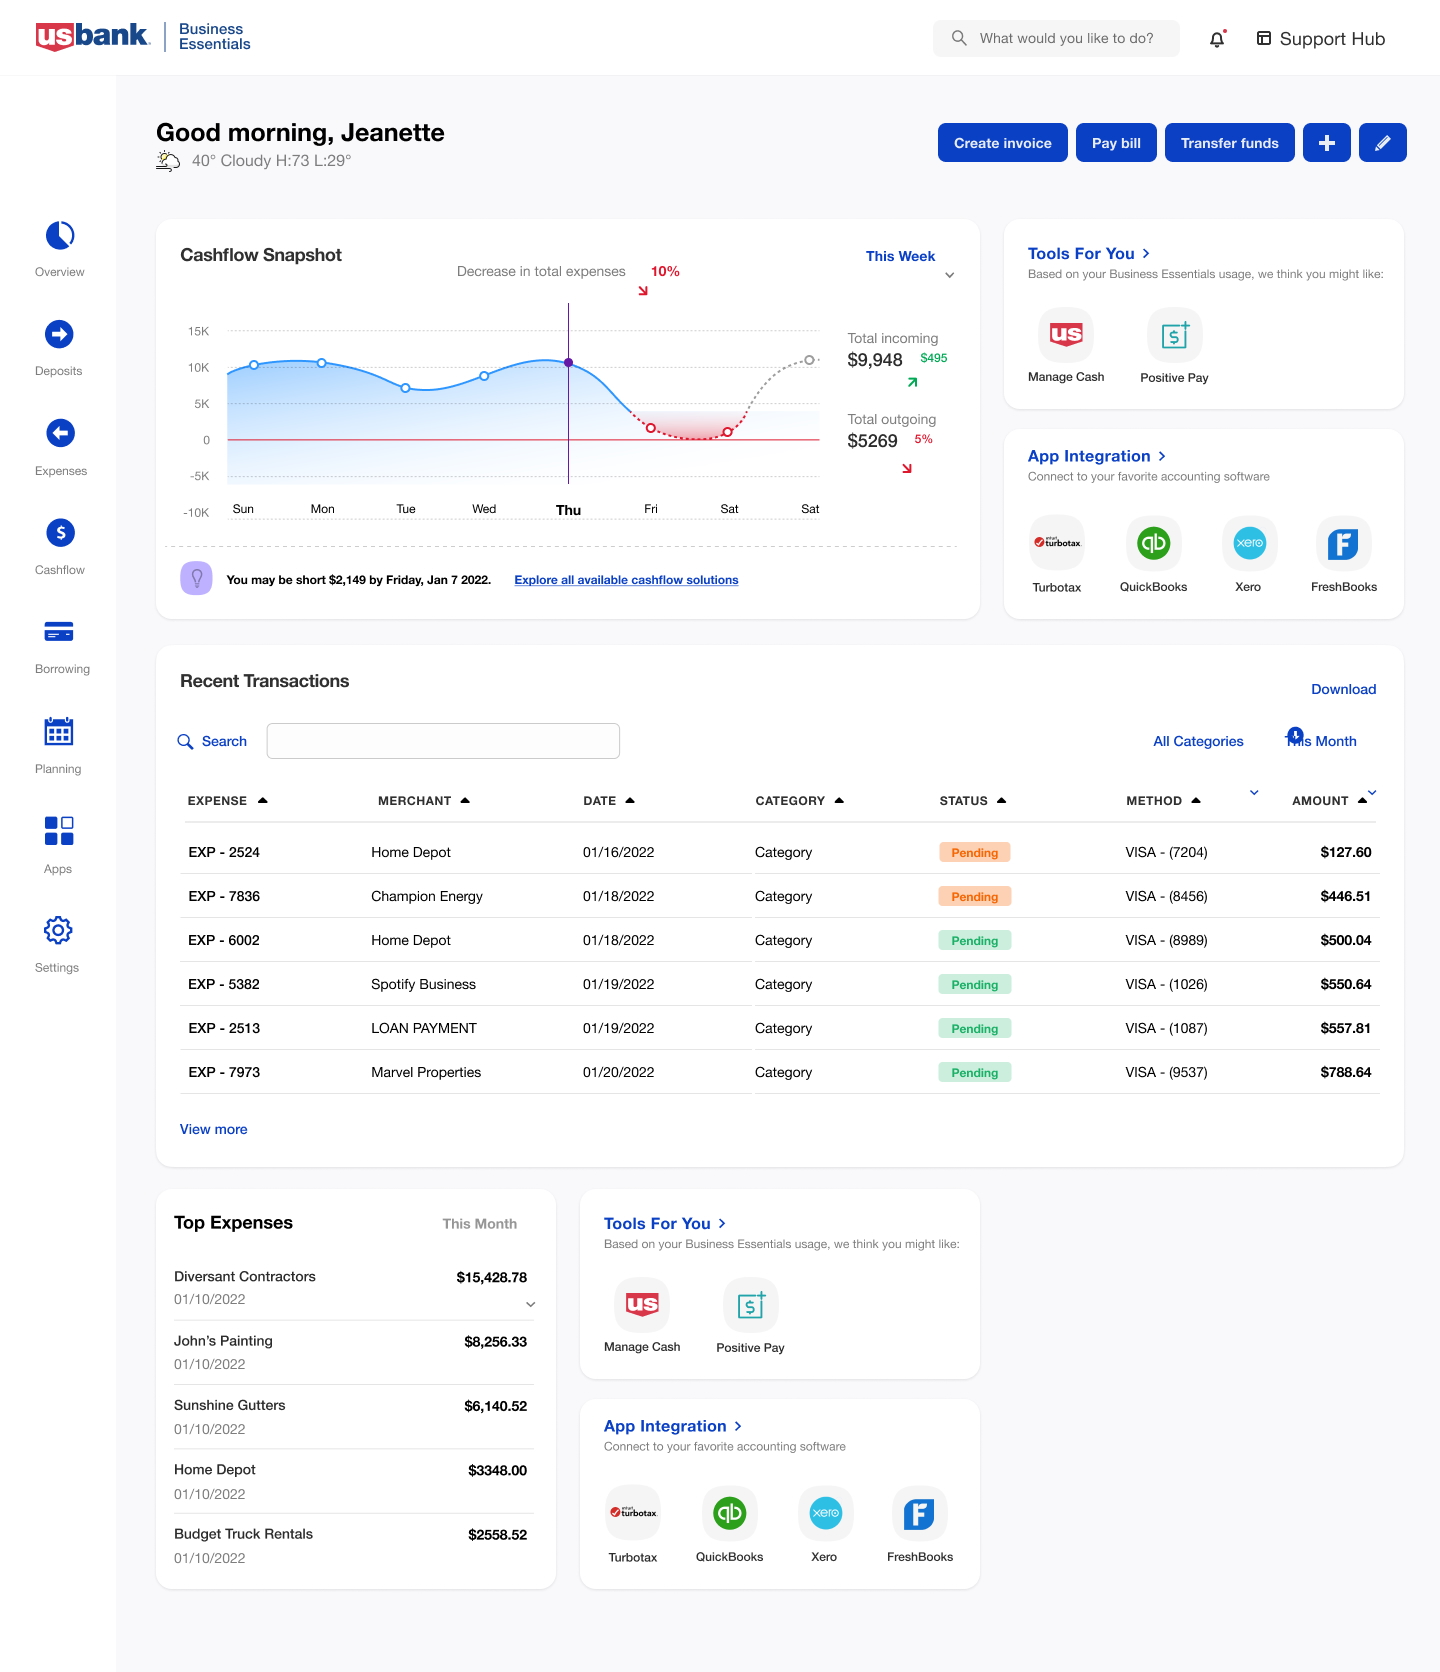 usbank
Business
Essentials
What would you like to do?
Support Hub
Good morning, Jeanette
40° Cloudy H:73 L:29°
Create invoice
Pay bill
Transfer funds
Overview
Deposits
Expenses
Cashflow
Borrowing
Planning
Apps
Settings
Cashflow Snapshot
Decrease in total expenses 10%
This Week
15K
10K
5K
0
-5K
-10K
Sun Mon Tue Wed Thu Fri Sat Sat
Total incoming
$9,948 $495
Total outgoing
$5269 5%
You may be short $2,149 by Friday, Jan 7 2022. Explore all available cashflow solutions
Tools For You
Based on your Business Essentials usage, we think you might like:
us
Manage Cash Positive Pay
App Integration
Connect to your favorite accounting software
intuit turbotax qb xero F
Turbotax QuickBooks Xero FreshBooks
Recent Transactions
Download
Search
All Categories This Month
EXPENSE MERCHANT DATE CATEGORY STATUS METHOD AMOUNT
EXP - 2524 Home Depot 01/16/2022 Category Pending VISA - (7204) $127.60
EXP - 7836 Champion Energy 01/18/2022 Category Pending VISA - (8456) $446.51
EXP - 6002 Home Depot 01/18/2022 Category Pending VISA - (8989) $500.04
EXP - 5382 Spotify Business 01/19/2022 Category Pending VISA - (1026) $550.64
EXP - 2513 LOAN PAYMENT 01/19/2022 Category Pending VISA - (1087) $557.81
EXP - 7973 Marvel Properties 01/20/2022 Category Pending VISA - (9537) $788.64
View more
Top Expenses This Month
Diversant Contractors $15,428.78
01/10/2022
John's Painting $8,256.33
01/10/2022
Sunshine Gutters $6,140.52
01/10/2022
Home Depot $3348.00
01/10/2022
Budget Truck Rentals $2558.52
01/10/2022
Tools For You
Based on your Business Essentials usage, we think you might like:
us
Manage Cash Positive Pay
App Integration
Connect to your favorite accounting software
intuit turbotax qb xero F
Turbotax QuickBooks Xero FreshBooks